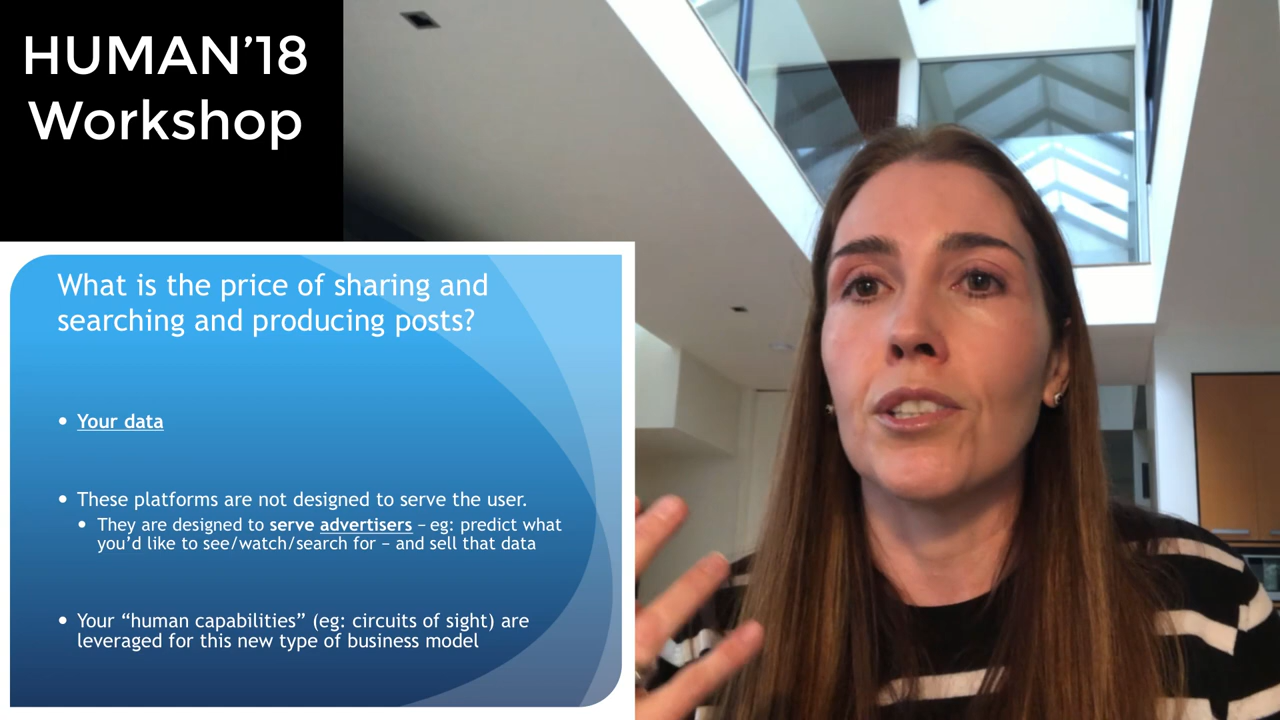 HUMAN’18
Workshop
What is the price of sharing and
searching and producing posts?
• Your data
• These platforms are not designed to serve the user.
• They are designed to serve advertisers – eg: predict what
you’d like to see/watch/search for – and sell that data
• Your “human capabilities” (eg: circuits of sight) are
leveraged for this new type of business model